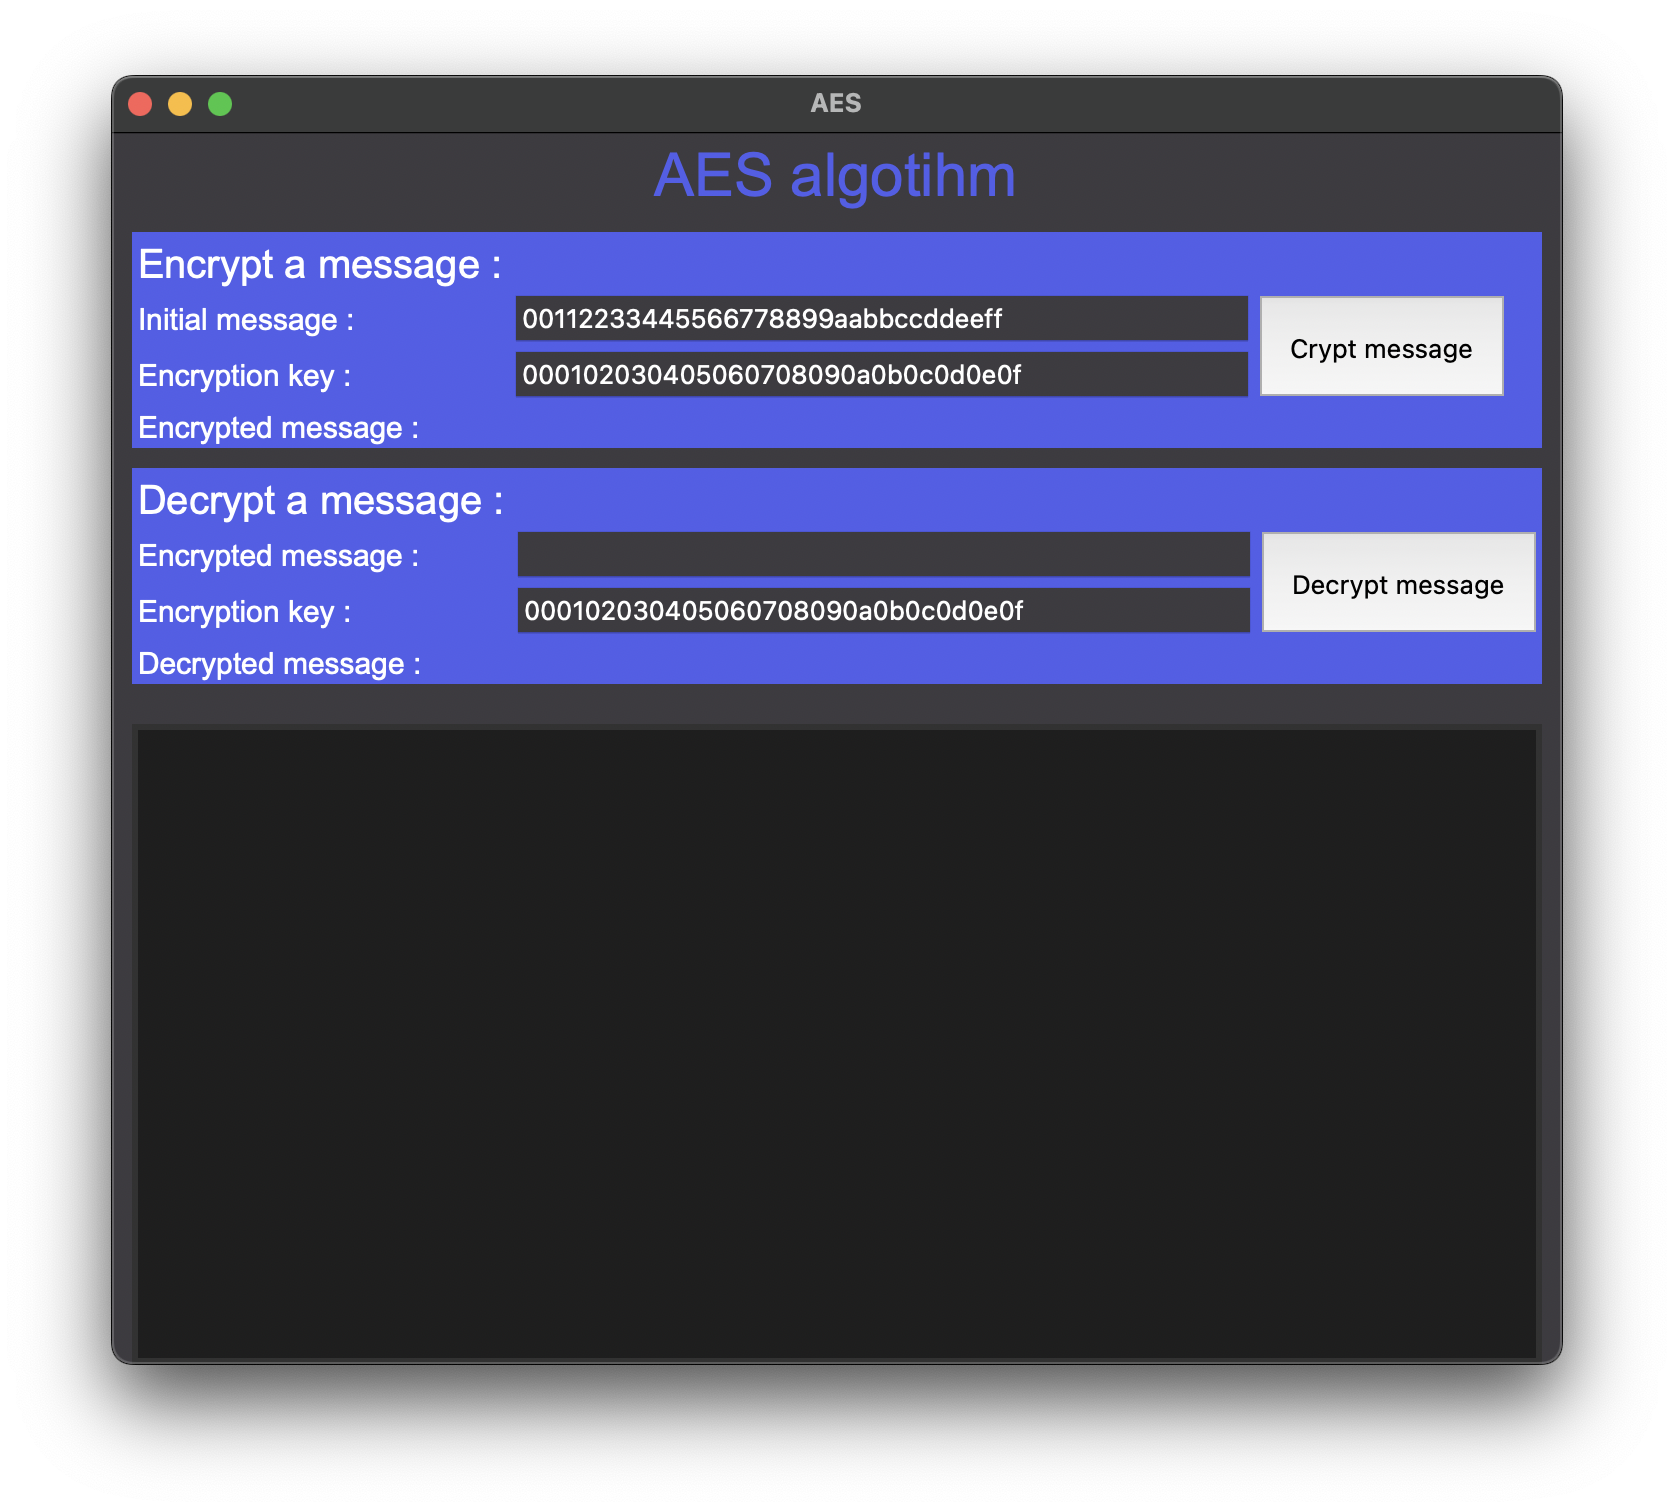 AES
AES algotihm
Encrypt a message :
Initial message : 00112233445566778899aabbccddeeff
Crypt message
Encryption key : 000102030405060708090a0b0c0d0e0f
Encrypted message :
Decrypt a message :
Encrypted message :
Decrypt message
Encryption key : 000102030405060708090a0b0c0d0e0f
Decrypted message :